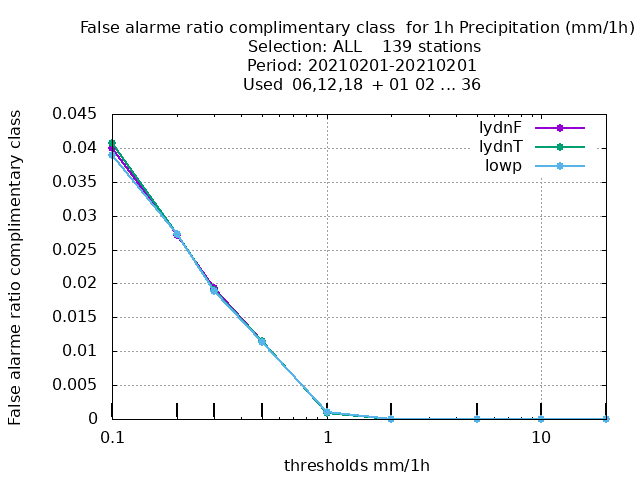 False alarme ratio complimentary class  for 1h Precipitation (mm/1h)
Selection: ALL    139 stations
Period: 20210201-20210201
Used  06,12,18  + 01 02 ... 36
False alarme ratio complimentary class
0.045
0.04
0.035
0.03
0.025
0.02
0.015
0.01
0.005
0
lydnF
lydnT
lowp
0.1
1
10
thresholds mm/1h